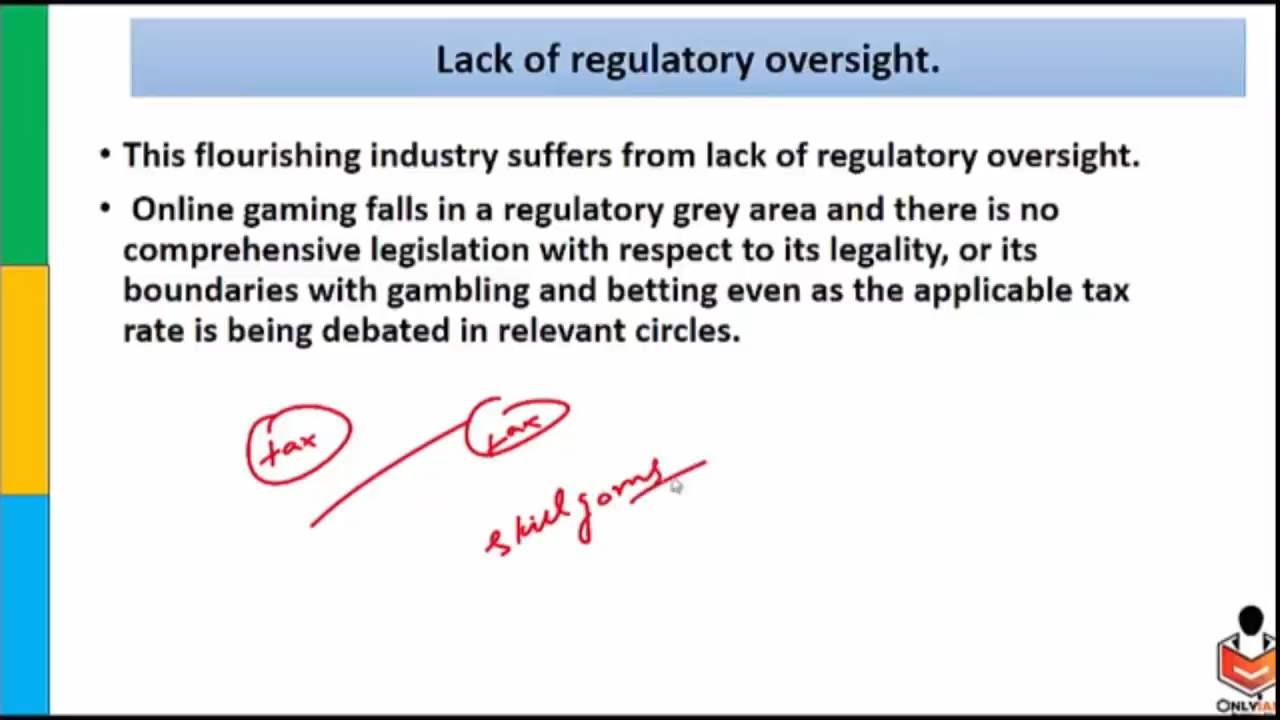 Lack of regulatory oversight.
• This flourishing industry suffers from lack of regulatory oversight.
• Online gaming falls in a regulatory grey area and there is no
comprehensive legislation with respect to its legality, or its
boundaries with gambling and betting even as the applicable tax
rate is being debated in relevant circles.
tax
tax
skill